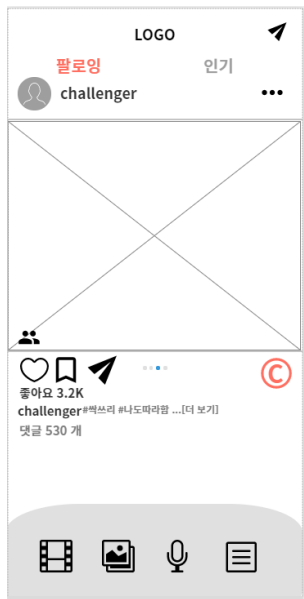 LOGO
팔로잉 인기
challenger
C
좋아요 3.2K
challenger#싹쓰리 #나도따라함 ...[더 보기]
댓글 530 개